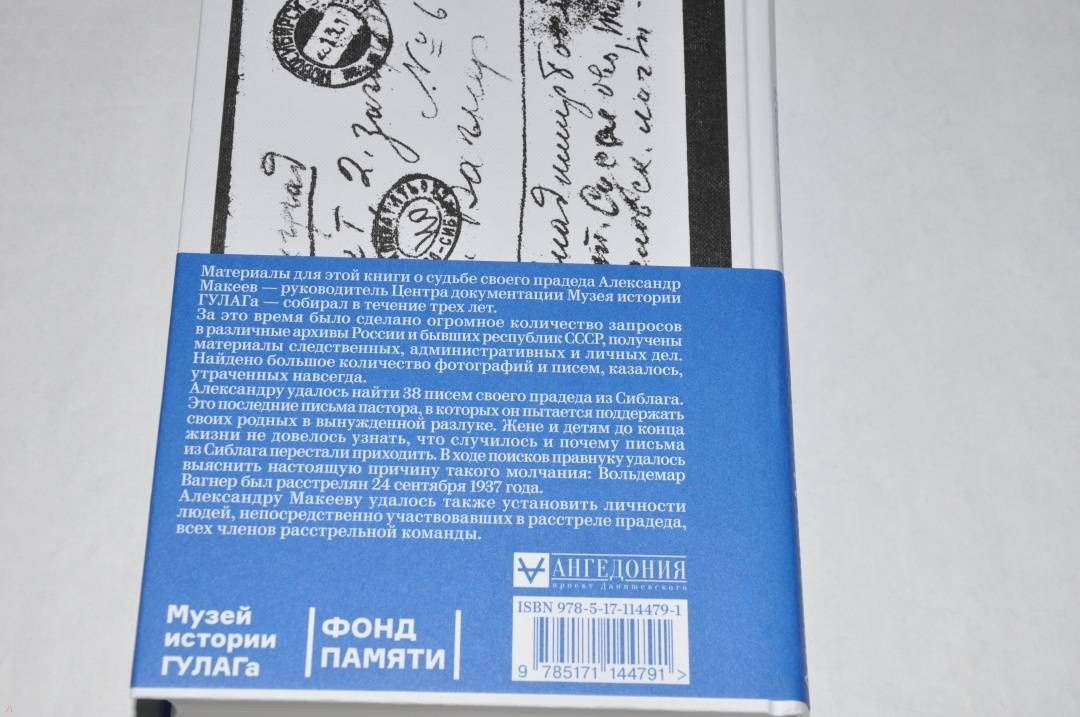 № 6
2. заг
Материалы для этой книги о судьбе своего прадеда Александр
Макеев — руководитель Центра документации Музея истории
ГУЛАГа — собирал в течение трех лет.
За это время было сделано огромное количество запросов
в различные архивы России и бывших республик СССР, получены
материалы следственных, административных и личных дел.
Найдено большое количество фотографий и писем, казалось,
утраченных навсегда.
Александру удалось найти 38 писем своего прадеда из Сиблага.
Это последние письма пастора, в которых он пытается поддержать
своих родных в вынужденной разлуке. Жене и детям до конца
жизни не довелось узнать, что случилось и почему письма
из Сиблага перестали приходить. В ходе поисков правнуку удалось
выяснить настоящую причину такого молчания: Вольдемар
Вагнер был расстрелян 24 сентября 1937 года.
Александру Макееву удалось также установить личности
людей, непосредственно участвовавших в расстреле прадеда,
всех членов расстрельной команды.
АНГЕДОНИЯ
проект Данишевского
ISBN 978-5-17-114479-1
9 785171 144791 >
Музей
истории
ГУЛАГа
ФОНД
ПАМЯТИ